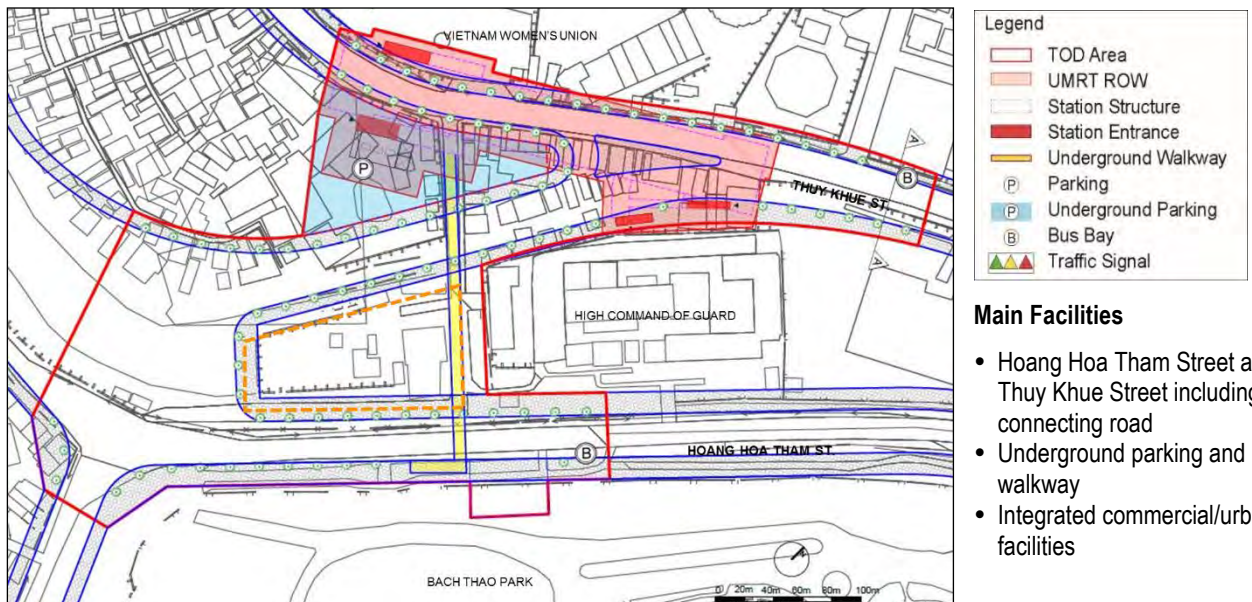 VIETNAM WOMEN'S UNION
P
B
A
THUY KHUE ST.
A
HIGH COMMAND OF GUARD
HOANG HOA THAM ST.
B
BACH THAO PARK
0 20m 40m 60m 80m 100m
Legend
TOD Area
UMRT ROW
Station Structure
Station Entrance
Underground Walkway
P Parking
P Underground Parking
B Bus Bay
Traffic Signal
Main Facilities
• Hoang Hoa Tham Street a
Thuy Khue Street including
connecting road
• Underground parking and
walkway
• Integrated commercial/urb
facilities